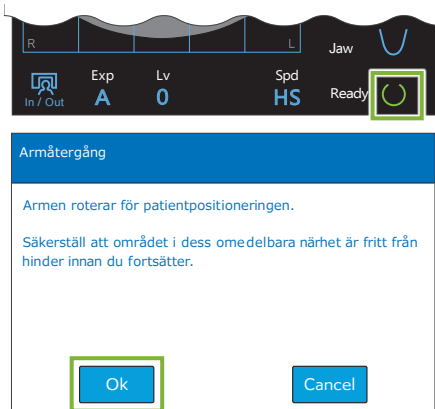 R L Jaw
Exp Lv Spd
In / Out A 0 HS Ready
Armåtergång
Armen roterar för patientpositioneringen.
Säkerställ att området i dess omedelbara närhet är fritt från
hinder innan du fortsätter.
Ok Cancel